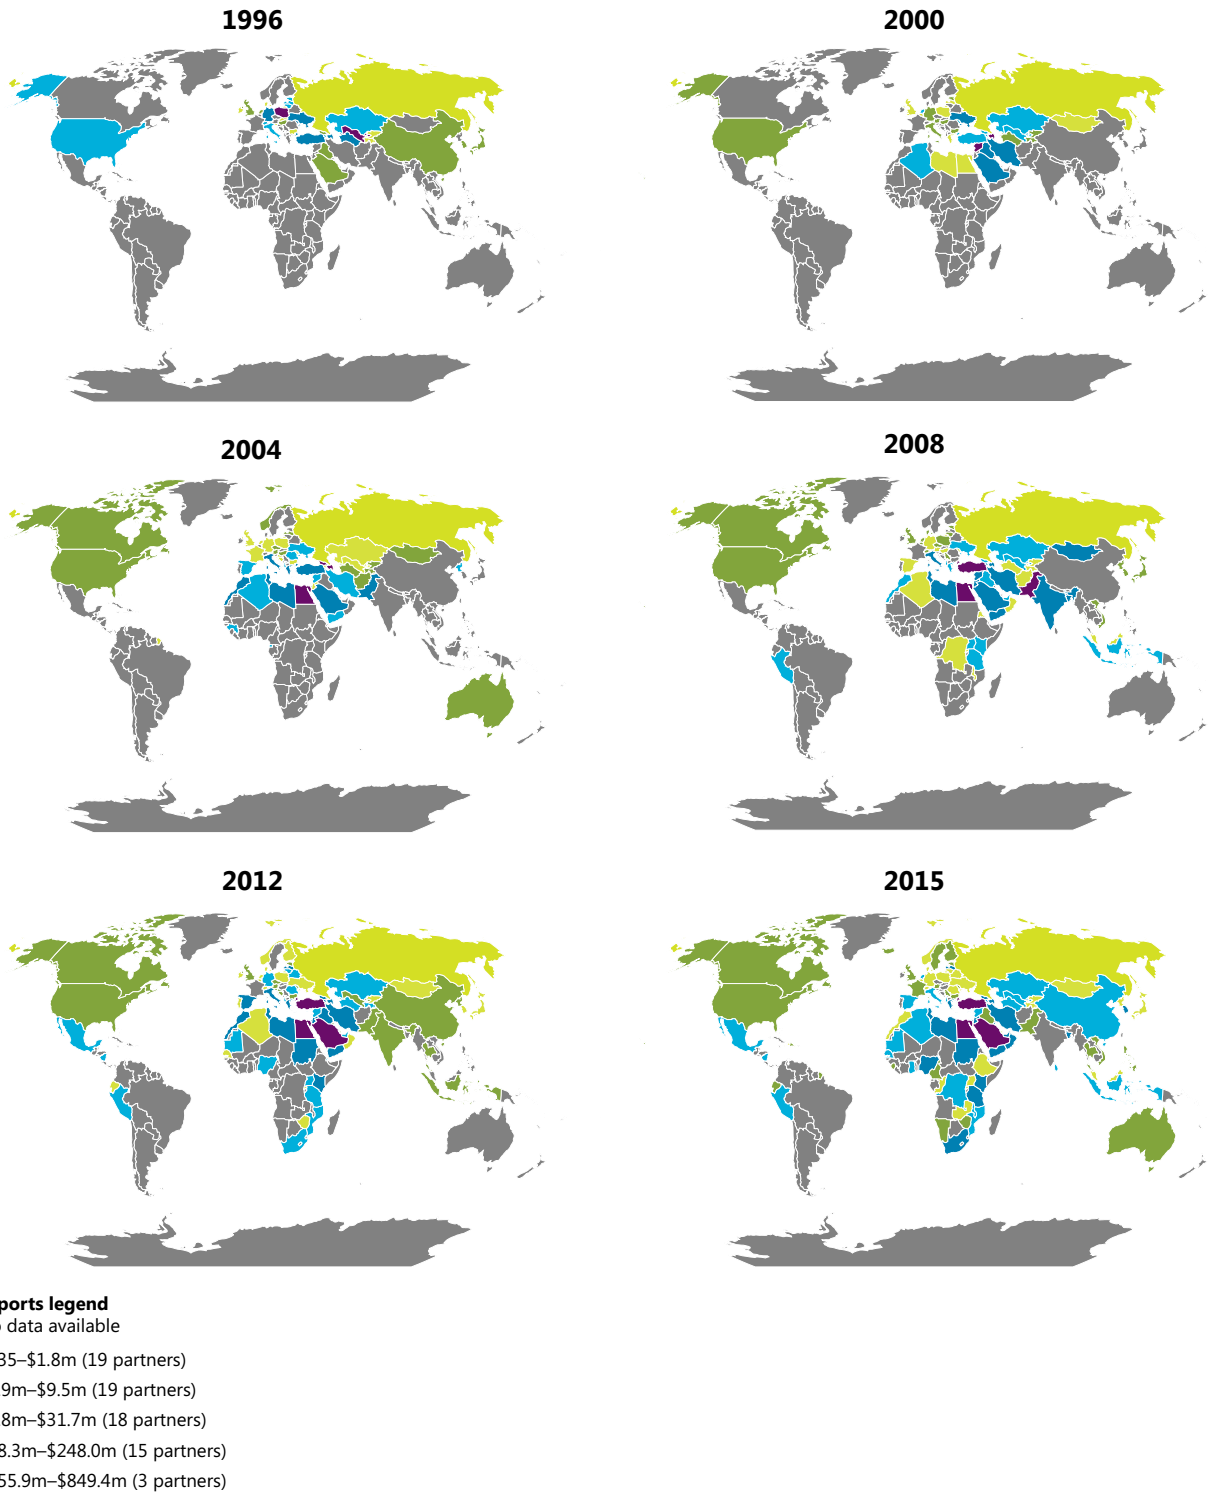 1996
2000
2004
2008
2012
2015
ports legend
data available
35–$1.8m (19 partners)
9m–$9.5m (19 partners)
8m–$31.7m (18 partners)
8.3m–$248.0m (15 partners)
55.9m–$849.4m (3 partners)